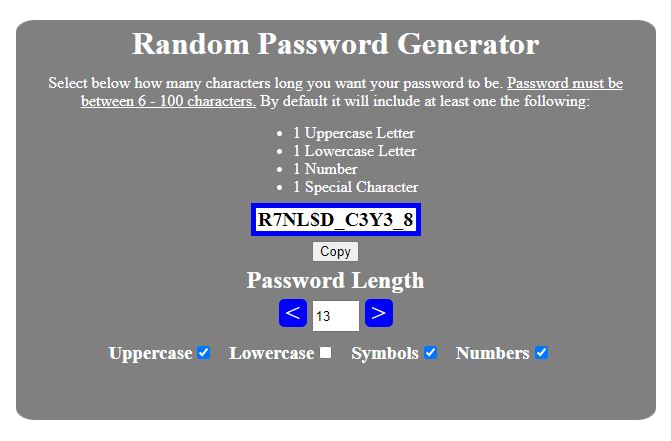 Random Password Generator
Select below how many characters long you want your password to be. Password must be
between 6 - 100 characters. By default it will include at least one the following:
• 1 Uppercase Letter
• 1 Lowercase Letter
• 1 Number
• 1 Special Character
R7NLSD_C3Y3_8
Copy
Password Length
< 13 >
Uppercase Lowercase Symbols Numbers